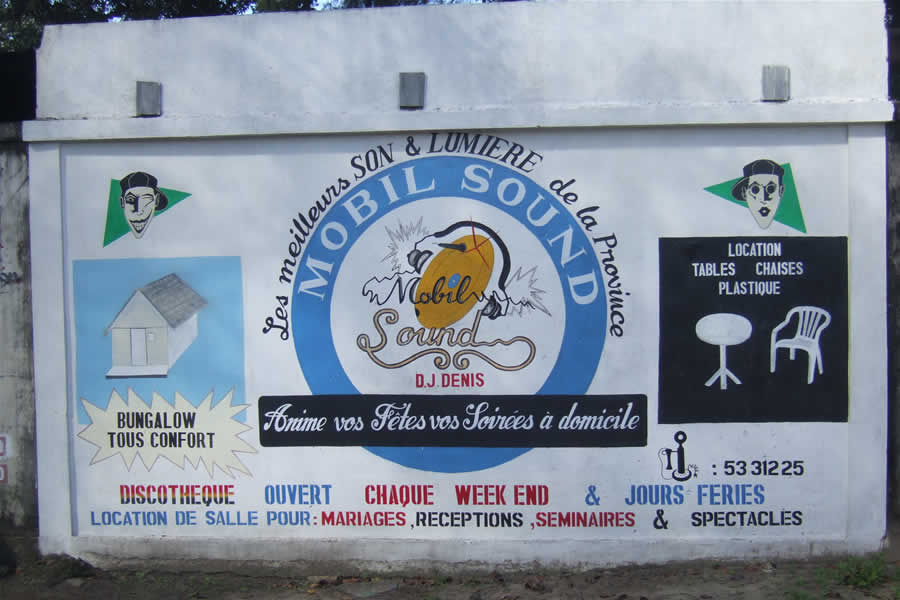 Les meilleurs SON & LUMIERE de la Province
MOBIL SOUND
Mobil
Sound
D.J. DENIS
Anime vos Fêtes vos Soirées à domicile
LOCATION
TABLES CHAISES
PLASTIQUE
BUNGALOW
TOUS CONFORT
: 53 312 25
DISCOTHEQUE OUVERT CHAQUE WEEK END & JOURS FERIES
LOCATION DE SALLE POUR : MARIAGES , RECEPTIONS , SEMINAIRES & SPECTACLES